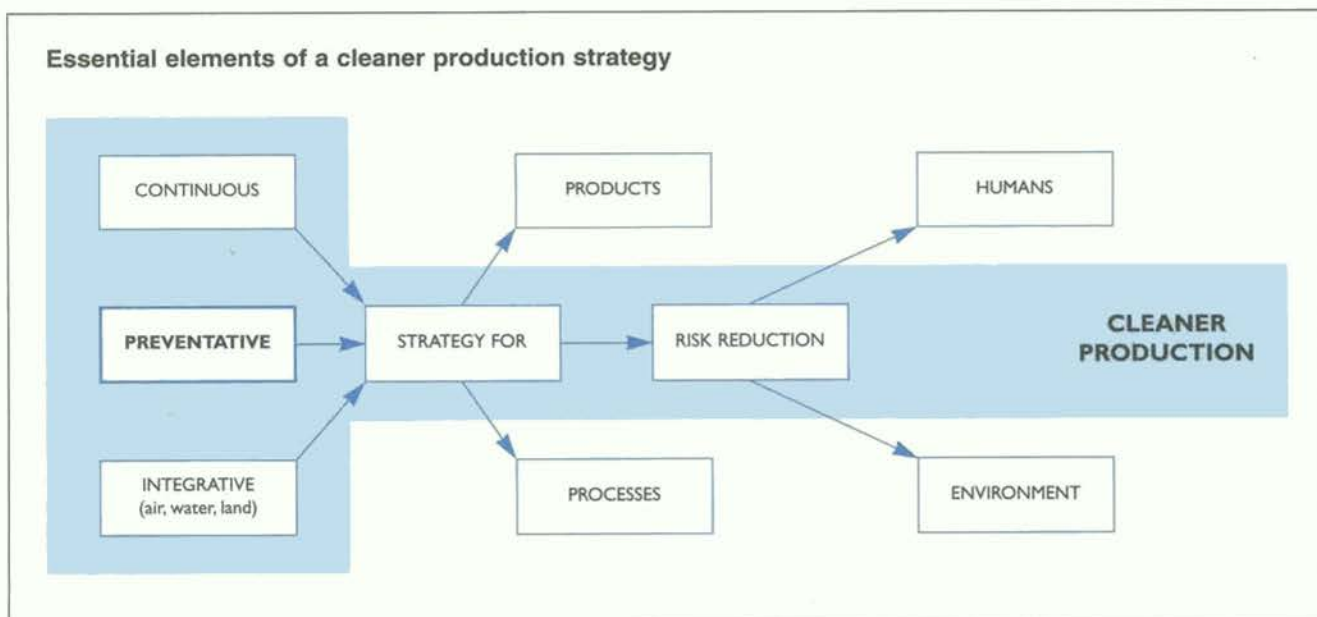 Essential elements of a cleaner production strategy
CONTINUOUS
PRODUCTS
HUMANS
PREVENTATIVE
STRATEGY FOR
RISK REDUCTION
CLEANER
PRODUCTION
INTEGRATIVE
(air, water, land)
PROCESSES
ENVIRONMENT